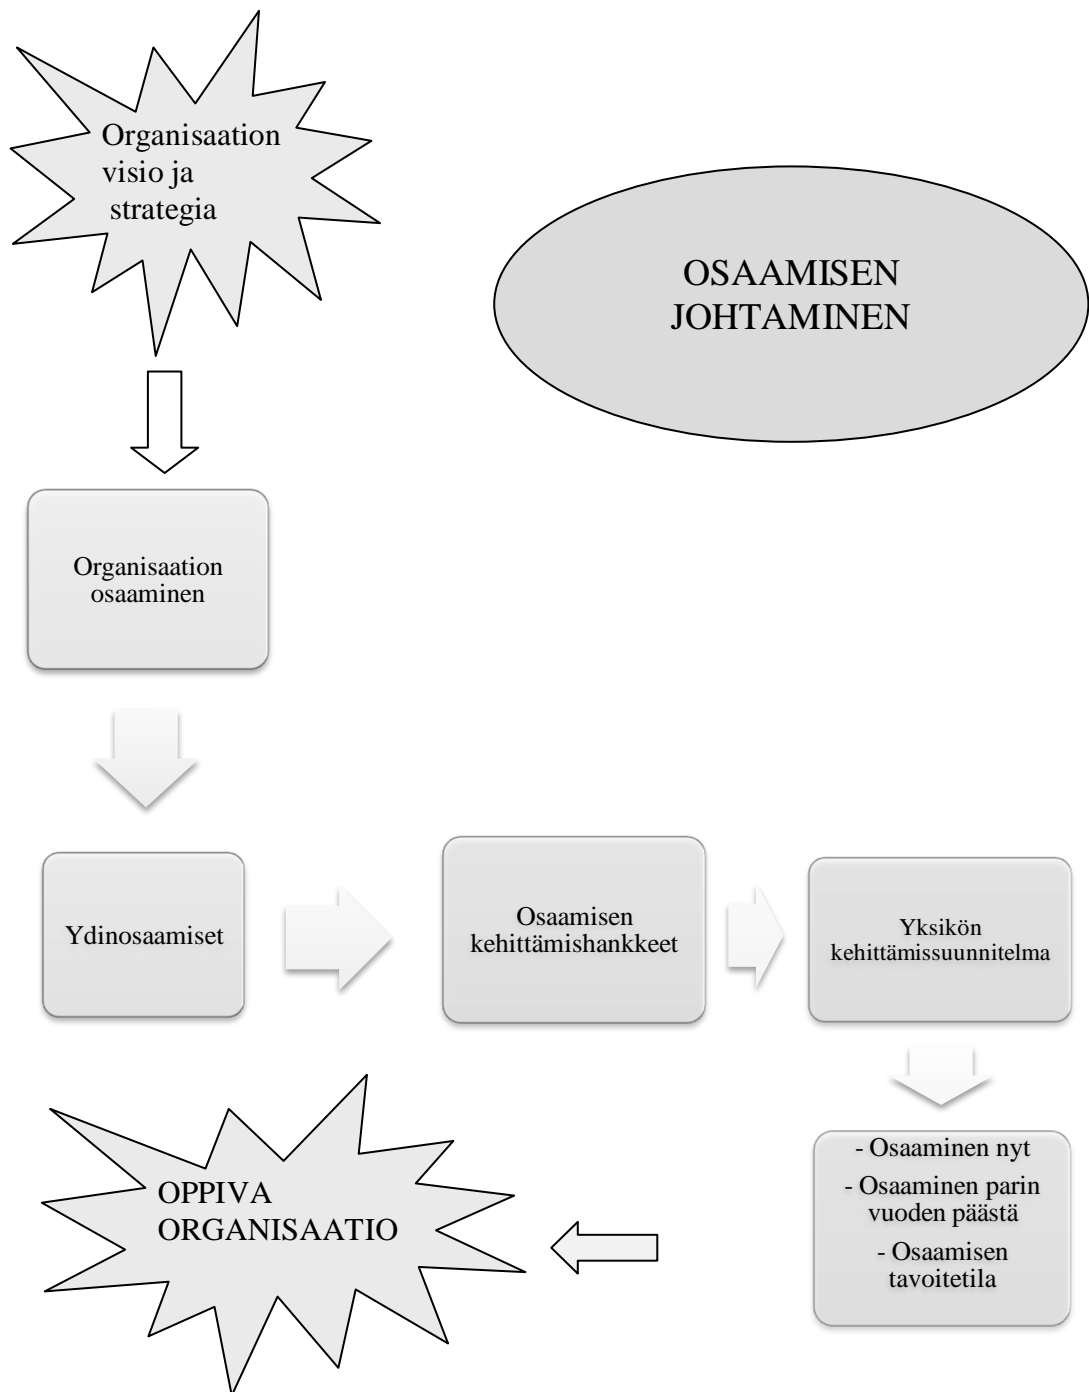 Organisaation
visio ja
strategia
OSAAMISEN
JOHTAMINEN
Organisaation
osaaminen
Ydinosaamiset
Osaamisen
kehittämishankkeet
Yksikön
kehittämissuunnitelma
- Osaaminen nyt
- Osaaminen parin
vuoden päästä
- Osaamisen
tavoitetila
OPPIVA
ORGANISAATIO